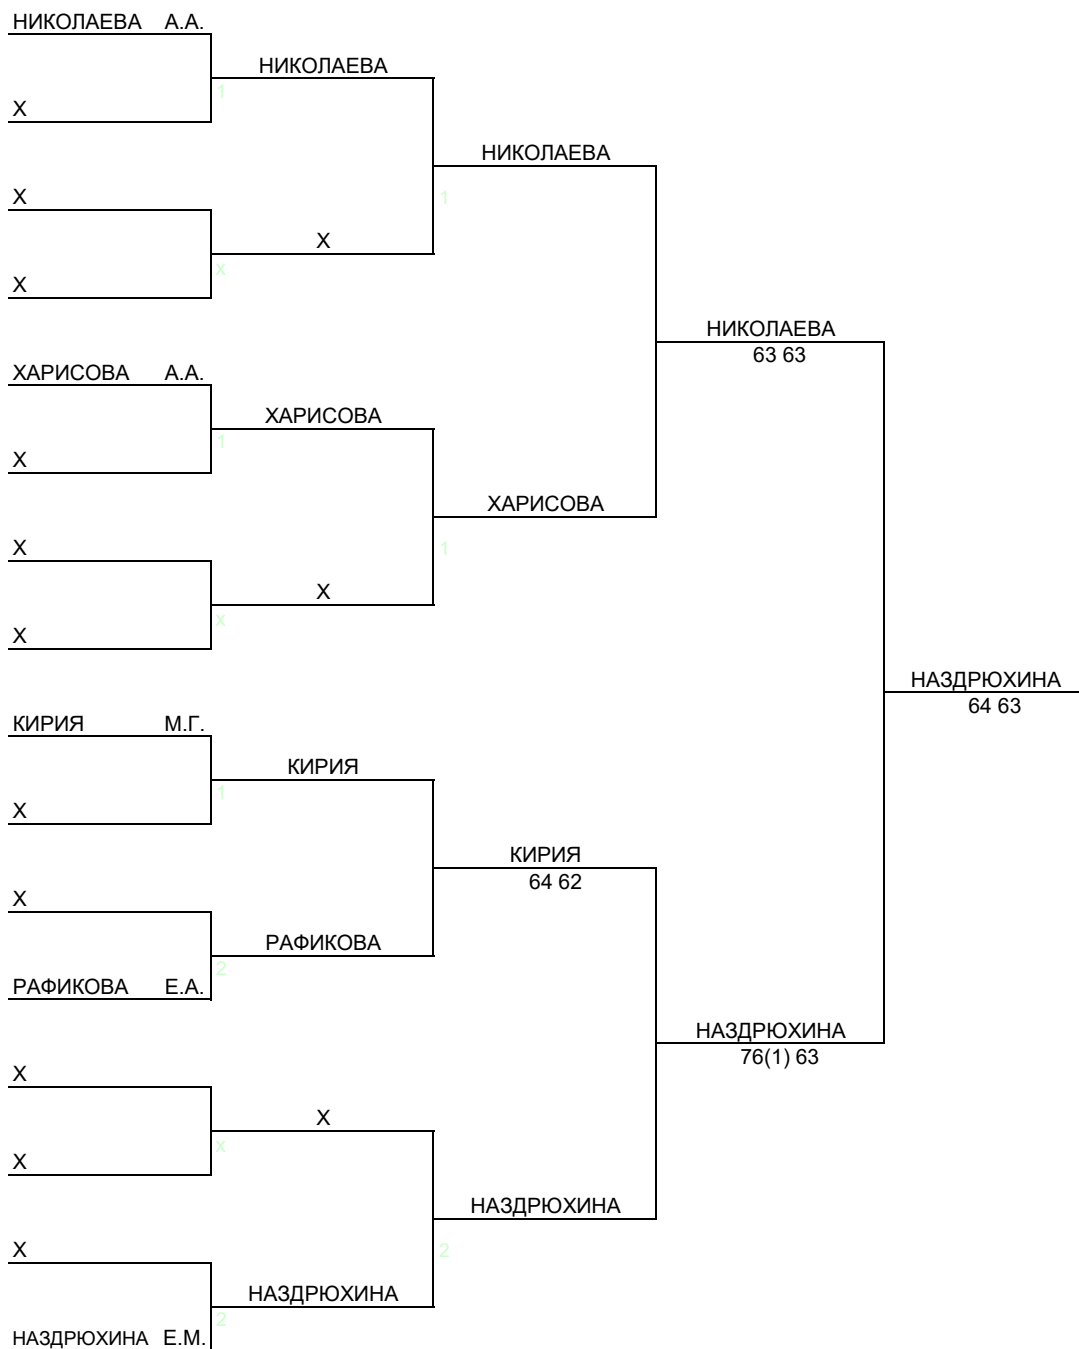 НИКОЛАЕВА А.А.
НИКОЛАЕВА
1
Х
НИКОЛАЕВА
1
Х
Х
х
Х
НИКОЛАЕВА
63 63
ХАРИСОВА А.А.
ХАРИСОВА
1
Х
ХАРИСОВА
1
Х
Х
х
Х
НАЗДРЮХИНА
64 63
КИРИЯ М.Г.
КИРИЯ
1
Х
КИРИЯ
64 62
Х
РАФИКОВА
2
РАФИКОВА Е.А.
НАЗДРЮХИНА
76(1) 63
Х
Х
х
Х
НАЗДРЮХИНА
2
Х
НАЗДРЮХИНА
2
НАЗДРЮХИНА Е.М.